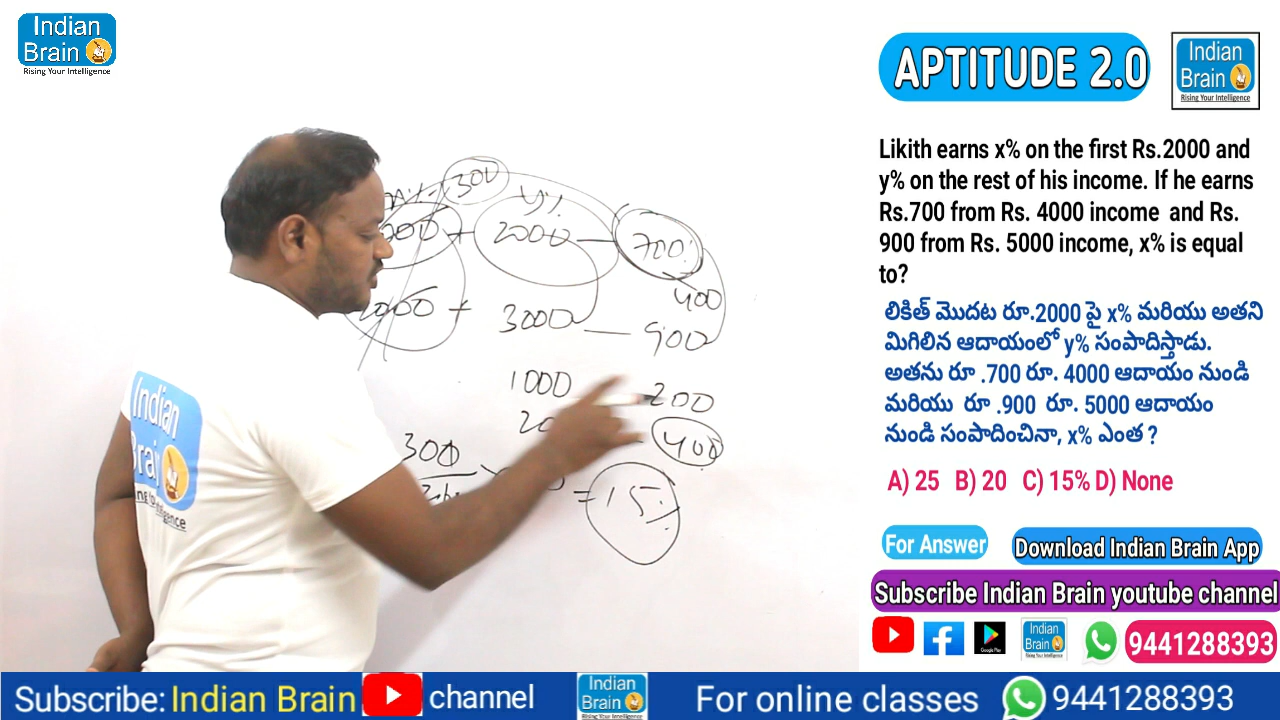 Indian
Brain
Rising Your Intelligence
APTITUDE 2.0
Indian
Brain
Rising Your Intelligence
Likith earns x% on the first Rs.2000 and
y% on the rest of his income. If he earns
Rs.700 from Rs. 4000 income and Rs.
900 from Rs. 5000 income, x% is equal
to?
లికిత్ మొదట రూ.2000 పై x% మరియు అతని
మిగిలిన ఆదాయంలో y% సంపాదిస్తాడు.
అతను రూ .700 రూ. 4000 ఆదాయం నుండి
మరియు రూ .900 రూ. 5000 ఆదాయం
నుండి సంపాదించినా, x% ఎంత ?
A) 25 B) 20 C) 15% D) None
300
y%
2000 - 700
400
+ 3000 - 900
1000 200
400
300
= 15%
Indian
For Answer Download Indian Brain App
Subscribe Indian Brain youtube channel
Indian
Brain
9441288393
Subscribe: Indian Brain channel
Indian
Brain
Rising Your Intelligence
For online classes 9441288393